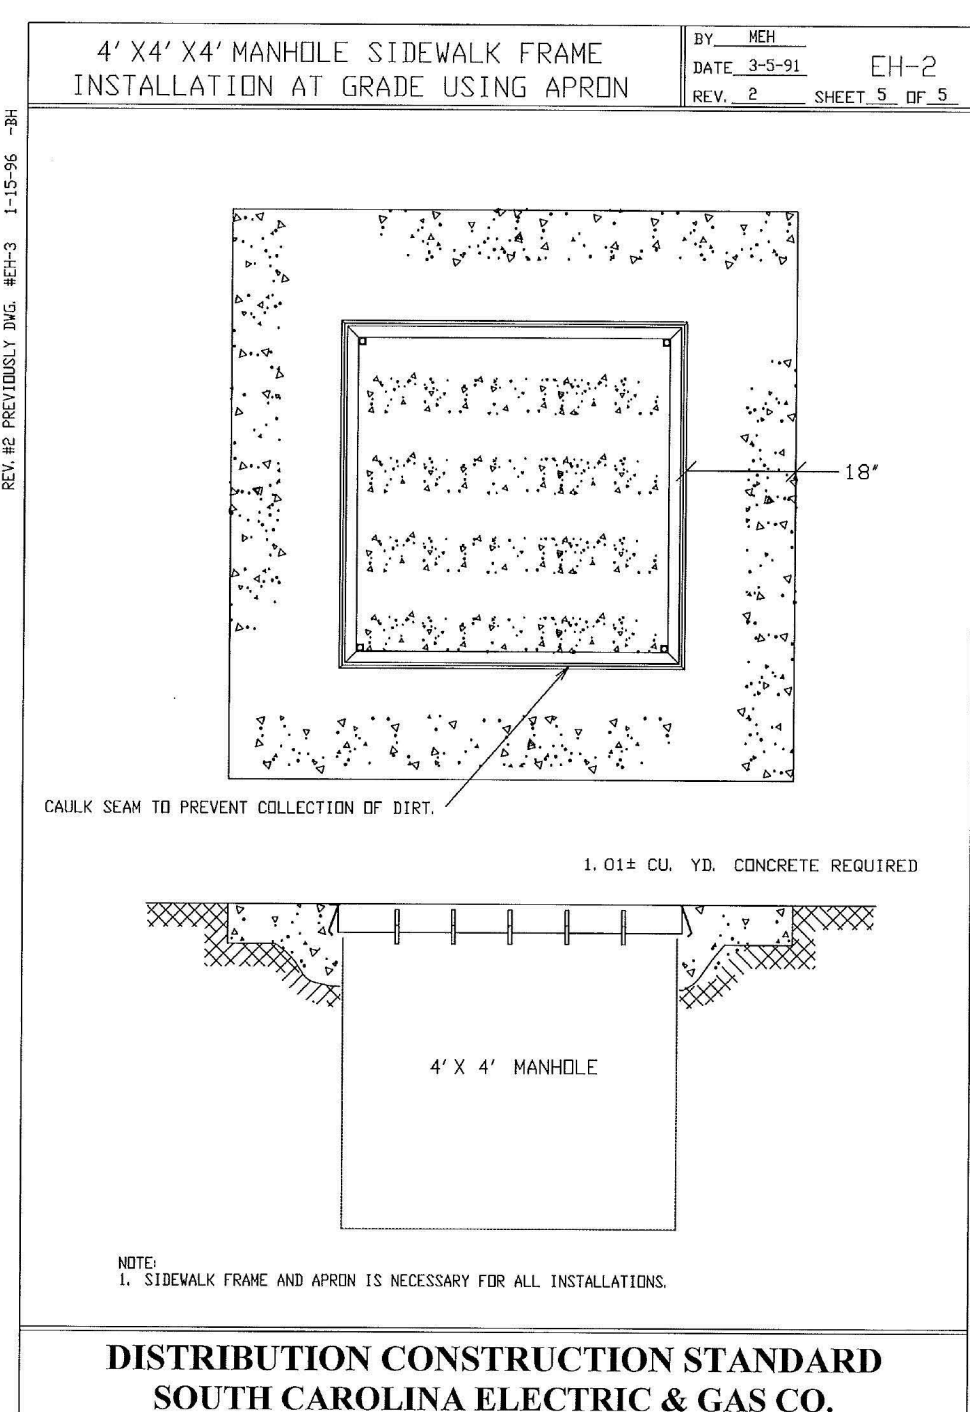 4' X4' X4' MANHOLE SIDEWALK FRAME
INSTALLATION AT GRADE USING APRON
BY MEH
DATE 3-5-91
REV. 2
EH-2
SHEET 5 OF 5
REV. #2 PREVIOUSLY DWG. #EH-3 1-15-96 -BH
18"
CAULK SEAM TO PREVENT COLLECTION OF DIRT.
1.01± CU. YD. CONCRETE REQUIRED
4' X 4' MANHOLE
NOTE:
1. SIDEWALK FRAME AND APRON IS NECESSARY FOR ALL INSTALLATIONS.
DISTRIBUTION CONSTRUCTION STANDARD
SOUTH CAROLINA ELECTRIC & GAS CO.